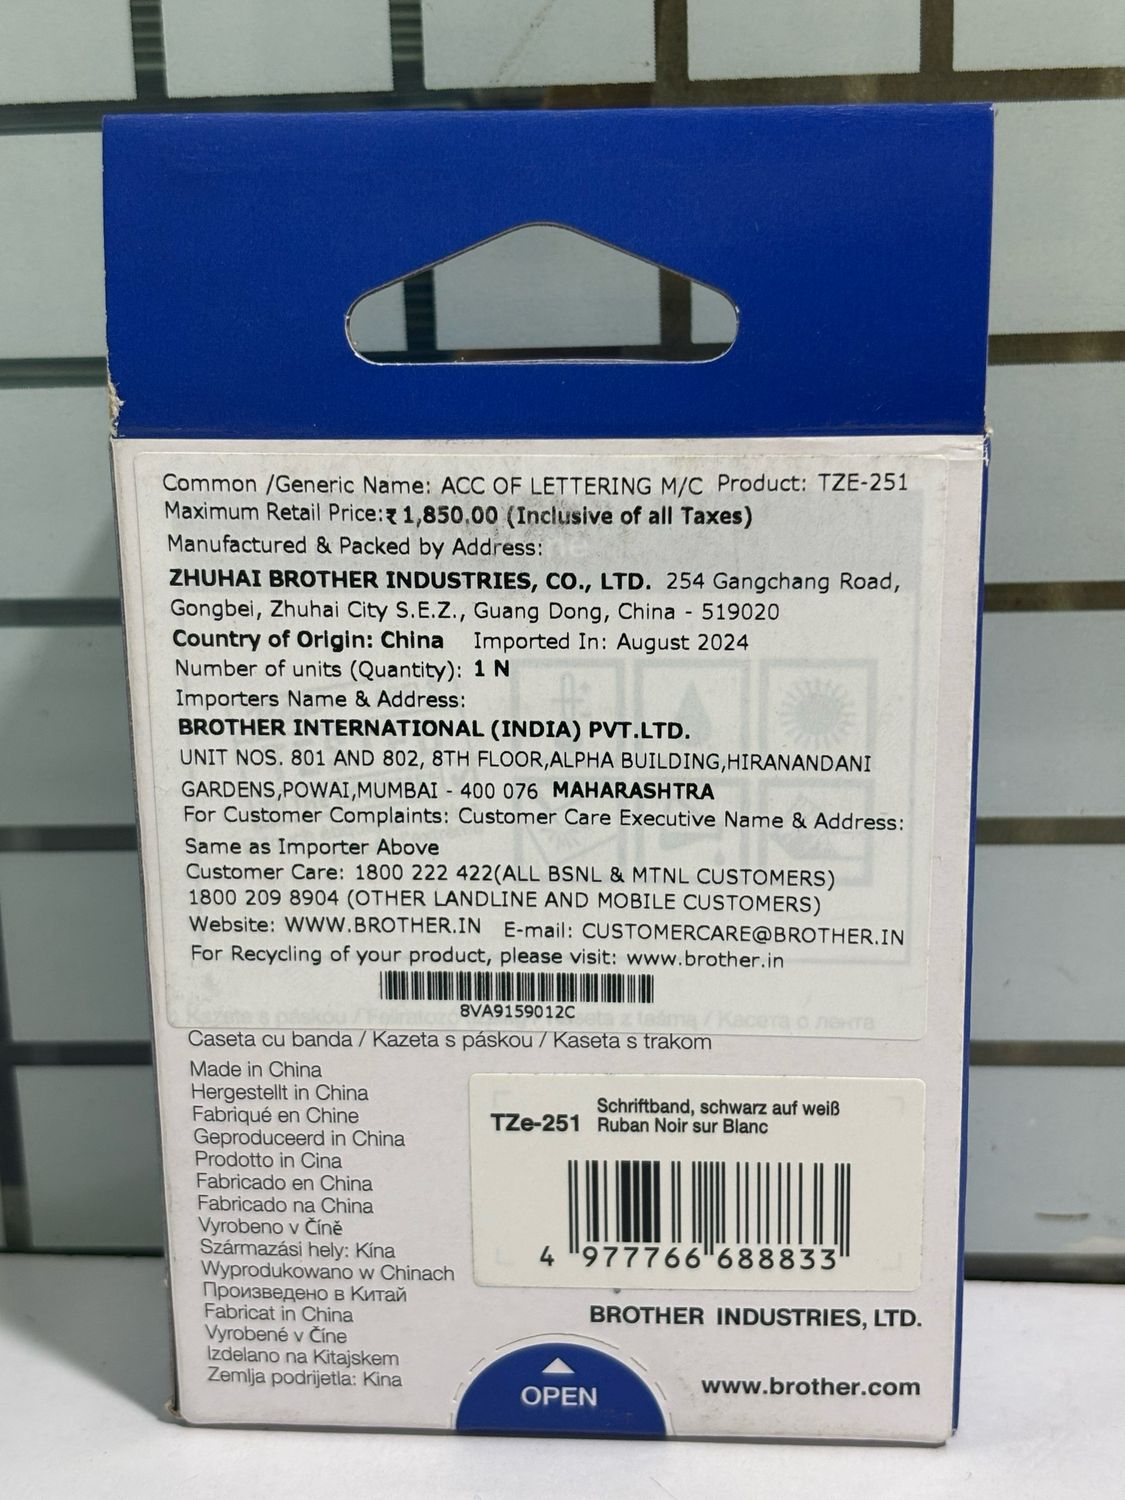 Common /Generic Name: ACC OF LETTERING M/C Product: TZE-251
Maximum Retail Price:₹1,850.00 (Inclusive of all Taxes)
Manufactured & Packed by Address:
ZHUHAI BROTHER INDUSTRIES, CO., LTD. 254 Gangchang Road,
Gongbei, Zhuhai City S.E.Z., Guang Dong, China - 519020
Country of Origin: China Imported In: August 2024
Number of units (Quantity): 1 N
Importers Name & Address:
BROTHER INTERNATIONAL (INDIA) PVT.LTD.
UNIT NOS. 801 AND 802, 8TH FLOOR,ALPHA BUILDING,HIRANANDANI
GARDENS,POWAI,MUMBAI - 400 076 MAHARASHTRA
For Customer Complaints: Customer Care Executive Name & Address:
Same as Importer Above
Customer Care: 1800 222 422(ALL BSNL & MTNL CUSTOMERS)
1800 209 8904 (OTHER LANDLINE AND MOBILE CUSTOMERS)
Website: WWW.BROTHER.IN E-mail: CUSTOMERCARE@BROTHER.IN
For Recycling of your product, please visit: www.brother.in
8VA9159012C
Caseta cu banda / Kazeta s páskou / Kaseta s trakom
Made in China
Hergestellt in China
Fabriqué en Chine
Geproduceerd in China
Prodotto in Cina
Fabricado en China
Fabricado na China
Vyrobeno v Číně
Származási hely: Kína
Wyprodukowano w Chinach
Произведено в Китай
Fabricat in China
Vyrobené v Číne
Izdelano na Kitajskem
Zemlja podrijetla: Kina
TZe-251 Schriftband, schwarz auf weiß
Ruban Noir sur Blanc
4 977766 688833
BROTHER INDUSTRIES, LTD.
OPEN
www.brother.com